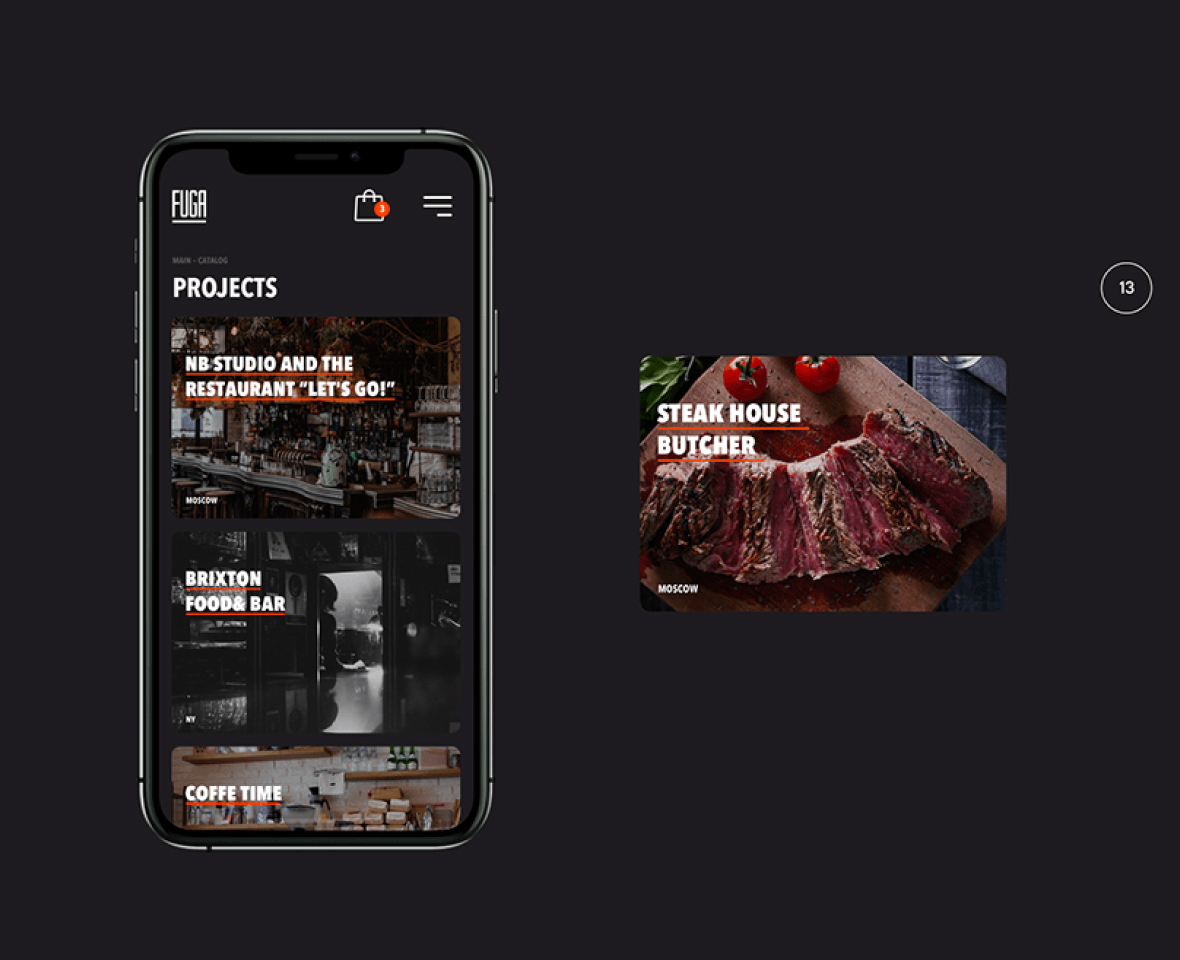 FUGA
3
MAIN - CATALOG
PROJECTS
NB STUDIO AND THE
RESTAURANT “LET'S GO!”
MOSCOW
BRIXTON
FOOD& BAR
NY
COFFE TIME
STEAK HOUSE
BUTCHER
MOSCOW
13